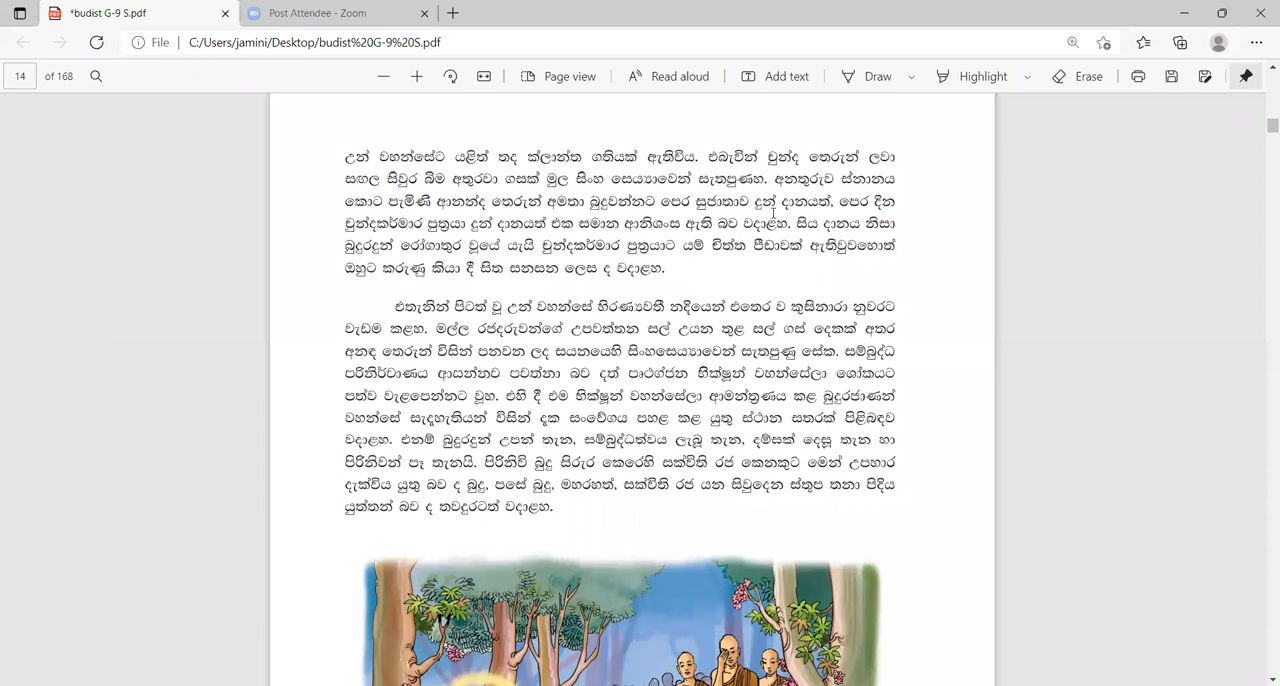 *budist G-9 S.pdf
Post Attendee - Zoom
File
C:/Users/jamini/Desktop/budist%20G-9%20S.pdf
14 of 168
Page view
Read aloud
Add text
Draw
Highlight
Erase
උන් වහන්සේට යළිත් තද ක්ලාන්ත ගතියක් ඇතිවිය. එබැවින් චුන්ද තෙරුන් ලවා
සඟල සිවුර බිම අතුරවා ගසක් මුල සිංහ සෙය්‍යාවෙන් සැතපුණහ. අනතුරුව ස්නානය
කොට පැමිණි ආනන්ද තෙරුන් අමතා බුදුවන්නට පෙර සුජාතාව දුන් දානයත්, පෙර දින
චුන්දකර්මාර පුත්‍රයා දුන් දානයත් එක සමාන ආනිශංස ඇති බව වදාළහ. සිය දානය නිසා
බුදුරදුන් රෝගාතුර වූයේ යැයි චුන්දකර්මාර පුත්‍රයාට යම් චිත්ත පීඩාවක් ඇතිවුවහොත්
ඔහුට කරුණු කියා දී සිත සනසන ලෙස ද වදාළහ.
එතැනින් පිටත් වූ උන් වහන්සේ හිරණ්‍යවතී නදියෙන් එතෙර ව කුසිනාරා නුවරට
වැඩම කළහ. මල්ල රජදරුවන්ගේ උපවත්තන සල් උයන තුළ සල් ගස් දෙකක් අතර
අනඳ තෙරුන් විසින් පනවන ලද සයනයෙහි සිංහසෙය්‍යාවෙන් සැතපුණු සේක. සම්බුද්ධ
පරිනිර්වාණය ආසන්නව පවත්නා බව දත් පෘථග්ජන භික්ෂූන් වහන්සේලා ශෝකයට
පත්ව වැළපෙන්නට වූහ. එහි දී එම භික්ෂූන් වහන්සේලා ආමන්ත්‍රණය කළ බුදුරජාණන්
වහන්සේ සැදැහැතියන් විසින් දැක සංවේගය පහළ කළ යුතු ස්ථාන සතරක් පිළිබඳව
වදාළහ. එනම් බුදුරදුන් උපන් තැන, සම්බුද්ධත්වය ලැබූ තැන, දම්සක් දෙසූ තැන හා
පිරිනිවන් පෑ තැනයි. පිරිනිවි බුදු සිරුර කෙරෙහි සක්විති රජ කෙනකුට මෙන් උපහාර
දැක්විය යුතු බව ද බුදු, පසේ බුදු, මහරහත්, සක්විති රජ යන සිවුදෙන ස්තූප තනා පිදිය
යුත්තන් බව ද තවදුරටත් වදාළහ.